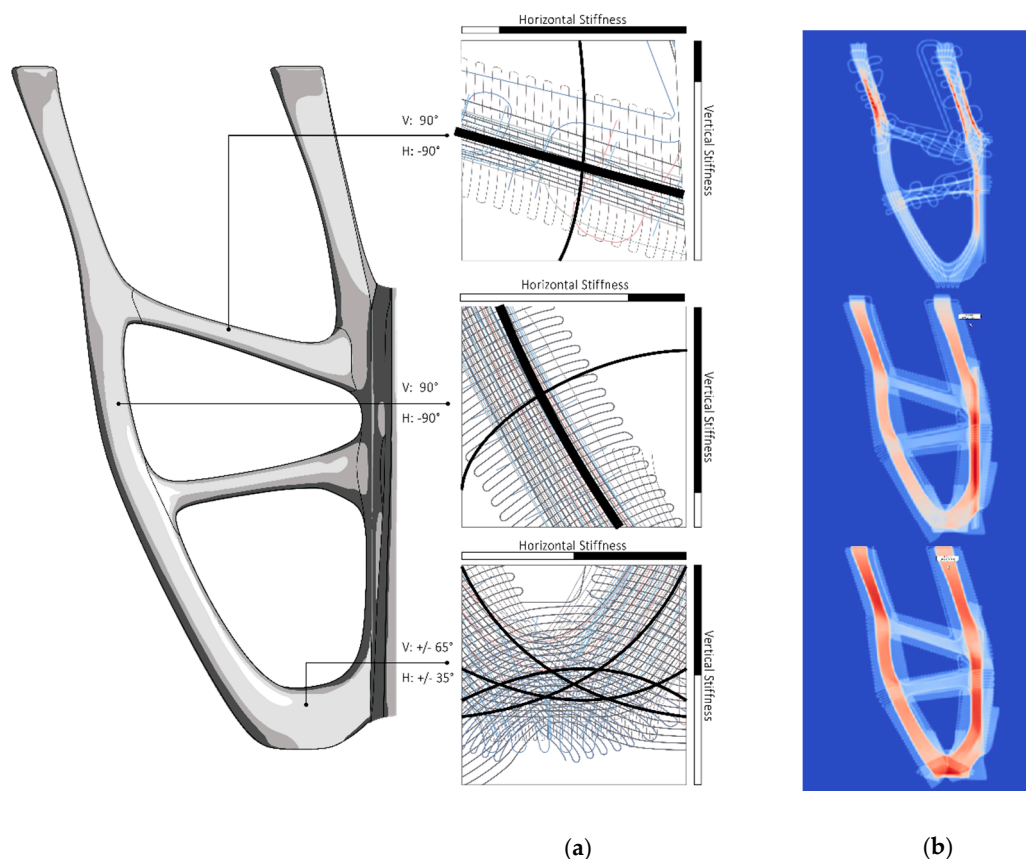 Horizontal Stiffness
V: 90°
H: -90°
Vertical Stiffness
Horizontal Stiffness
V: 90°
H: -90°
Vertical Stiffness
Horizontal Stiffness
V: +/- 65°
H: +/- 35°
Vertical Stiffness
(a)
(b)